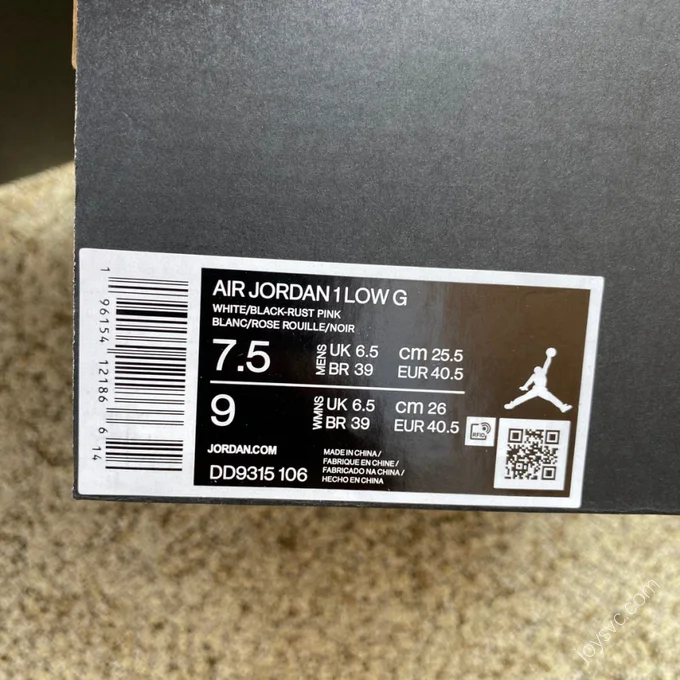 AIR JORDAN 1 LOW G
WHITE/BLACK-RUST PINK
BLANC/ROSE ROUILLE/NOIR
7.5 MENS UK 6.5 cm 25.5
BR 39 EUR 40.5
9 WMNS UK 6.5 cm 26
BR 39 EUR 40.5
RFID
JORDAN.COM
DD9315 106
MADE IN CHINA/
FABRIQUE EN CHINE/
FABRICADO NA CHINA/
HECHO EN CHINA
1 96154 12186 6 14
joysvc.com